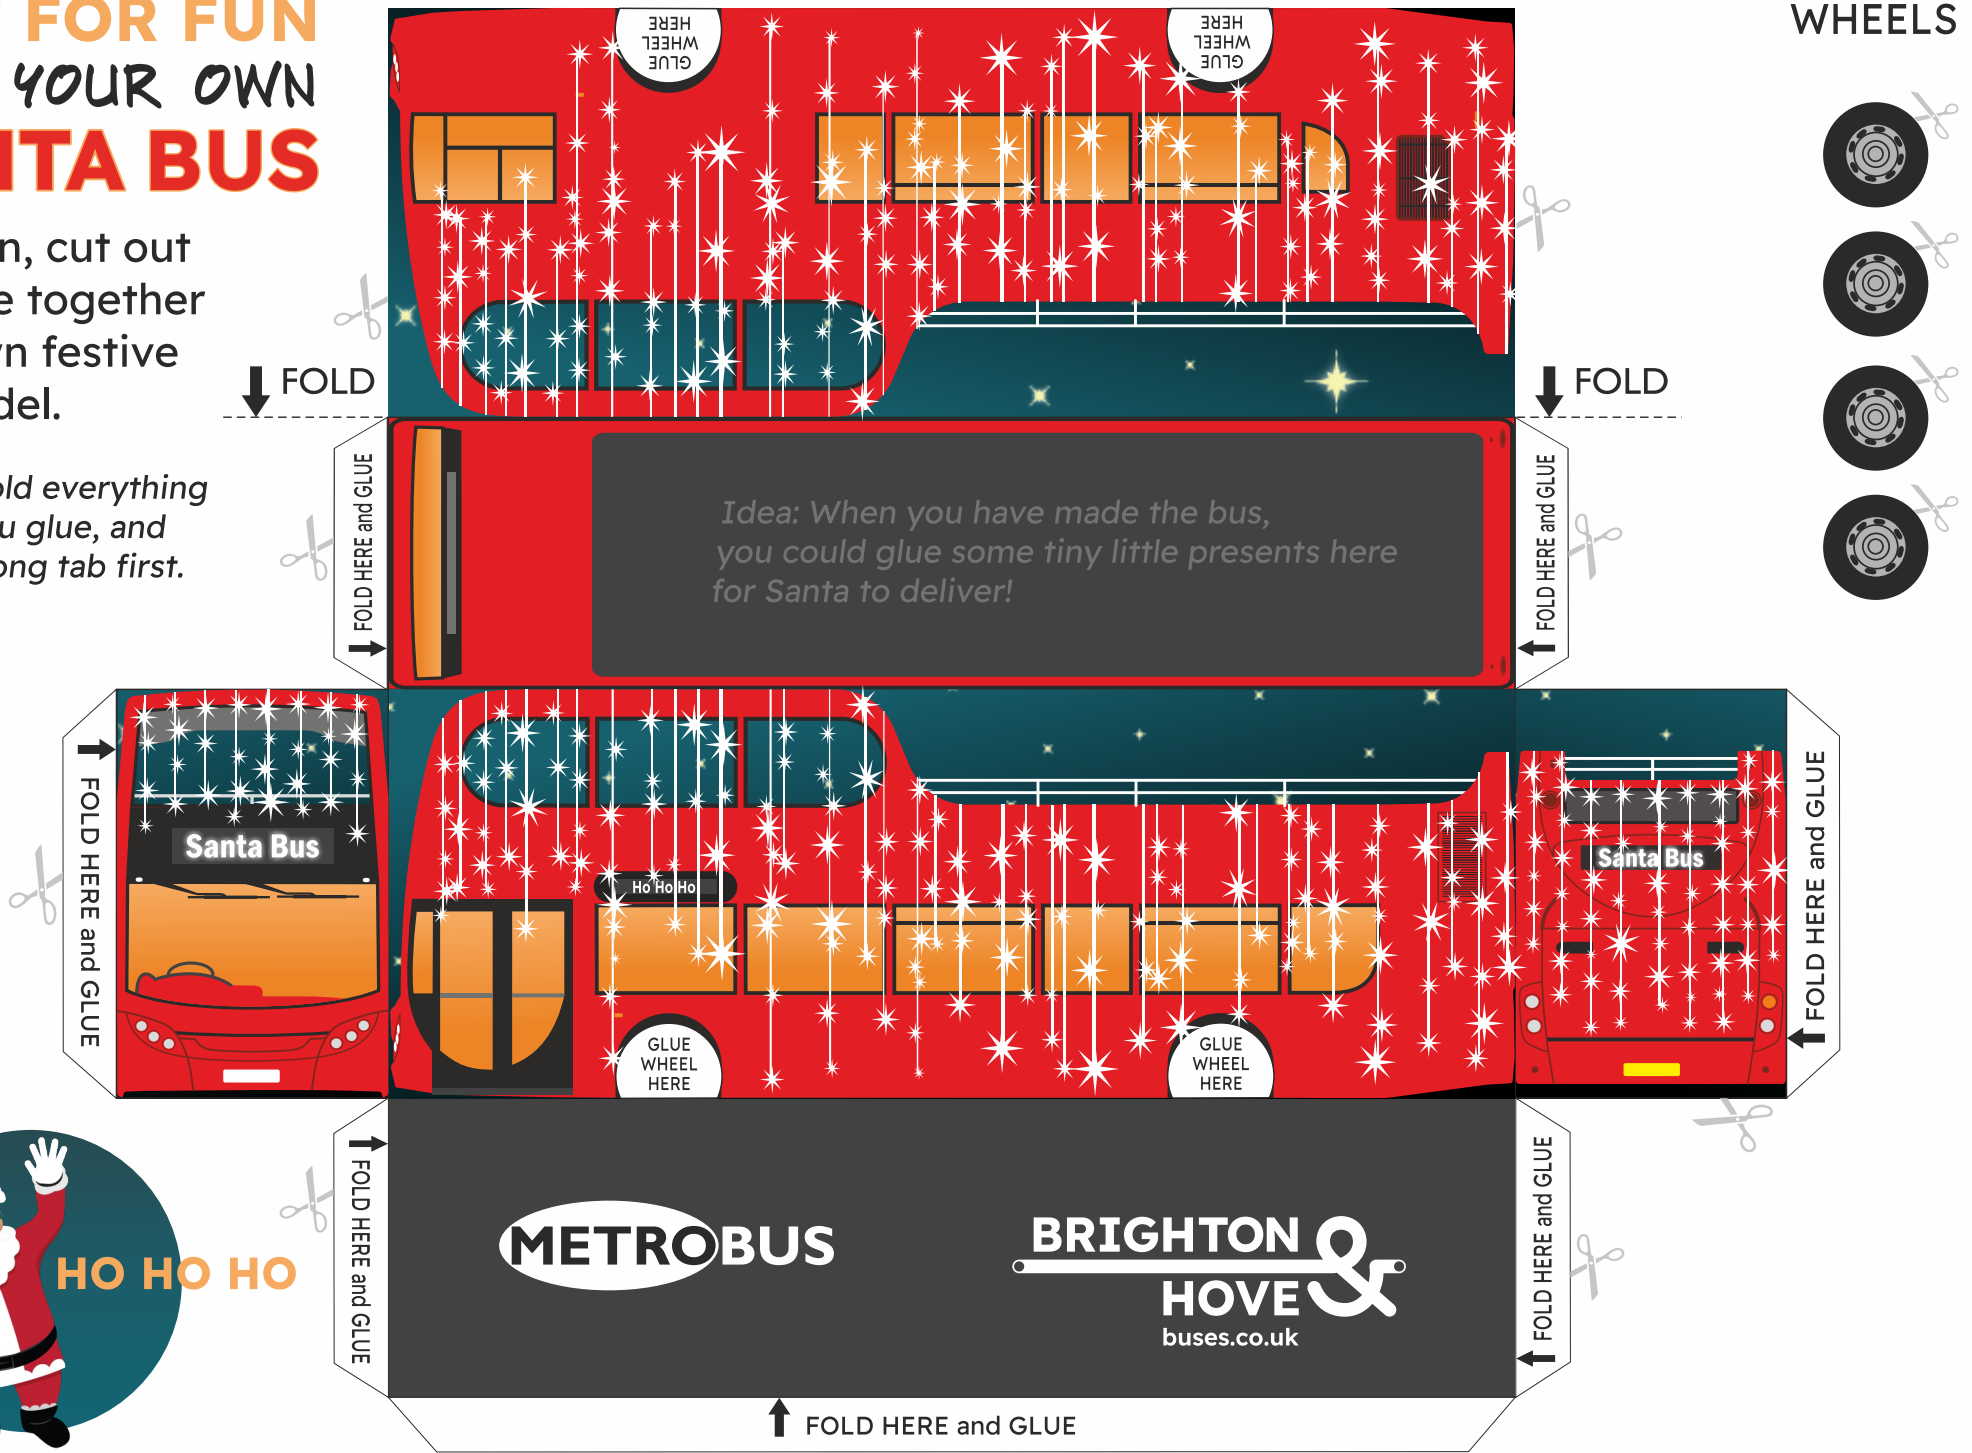 FOR FUN
YOUR OWN
TA BUS
n, cut out
e together
n festive
del.
old everything
u glue, and
ong tab first.
GLUE
WHEEL
HERE
GLUE
WHEEL
HERE
WHEELS
FOLD
FOLD
FOLD HERE and GLUE
Idea: When you have made the bus,
you could glue some tiny little presents here
for Santa to deliver!
FOLD HERE and GLUE
FOLD HERE and GLUE
Santa Bus
Ho Ho Ho
Santa Bus
FOLD HERE and GLUE
GLUE
WHEEL
HERE
GLUE
WHEEL
HERE
HO HO HO
FOLD HERE and GLUE
METROBUS
BRIGHTON &
HOVE
buses.co.uk
FOLD HERE and GLUE
FOLD HERE and GLUE